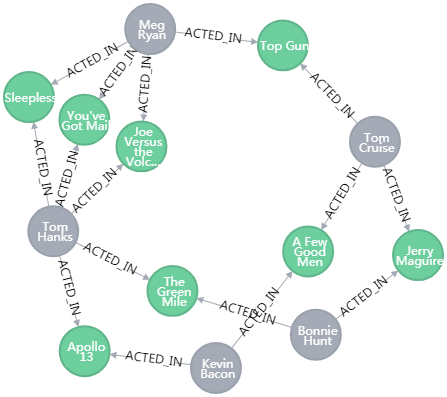 Meg
Ryan
ACTED_IN
Top Gun
ACTED_IN
ACTED_IN
ACTED_IN
Sleepless
You've
Got Mail
Joe
Versus
the
Volc...
ACTED_IN
Tom
Cruise
ACTED_IN
ACTED_IN
ACTED_IN
ACTED_IN
ACTED_IN
Tom
Hanks
A Few
Good
Men
Jerry
Maguire
ACTED_IN
ACTED_IN
The
Green
Mile
ACTED_IN
ACTED_IN
ACTED_IN
Bonnie
Hunt
Apollo
13
ACTED_IN
Kevin
Bacon